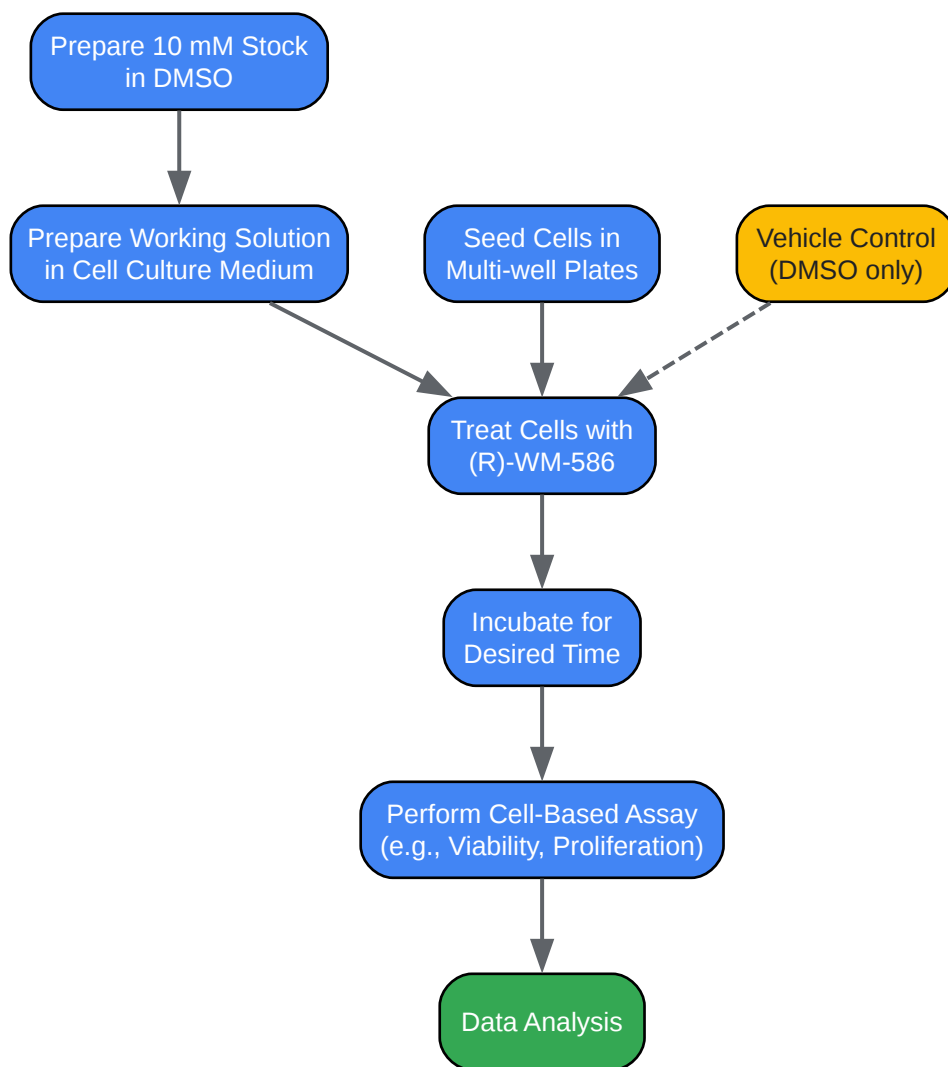 Prepare 10 mM Stock
in DMSO
Prepare Working Solution
in Cell Culture Medium
Seed Cells in
Multi-well Plates
Vehicle Control
(DMSO only)
Treat Cells with
(R)-WM-586
Incubate for
Desired Time
Perform Cell-Based Assay
(e.g., Viability, Proliferation)
Data Analysis